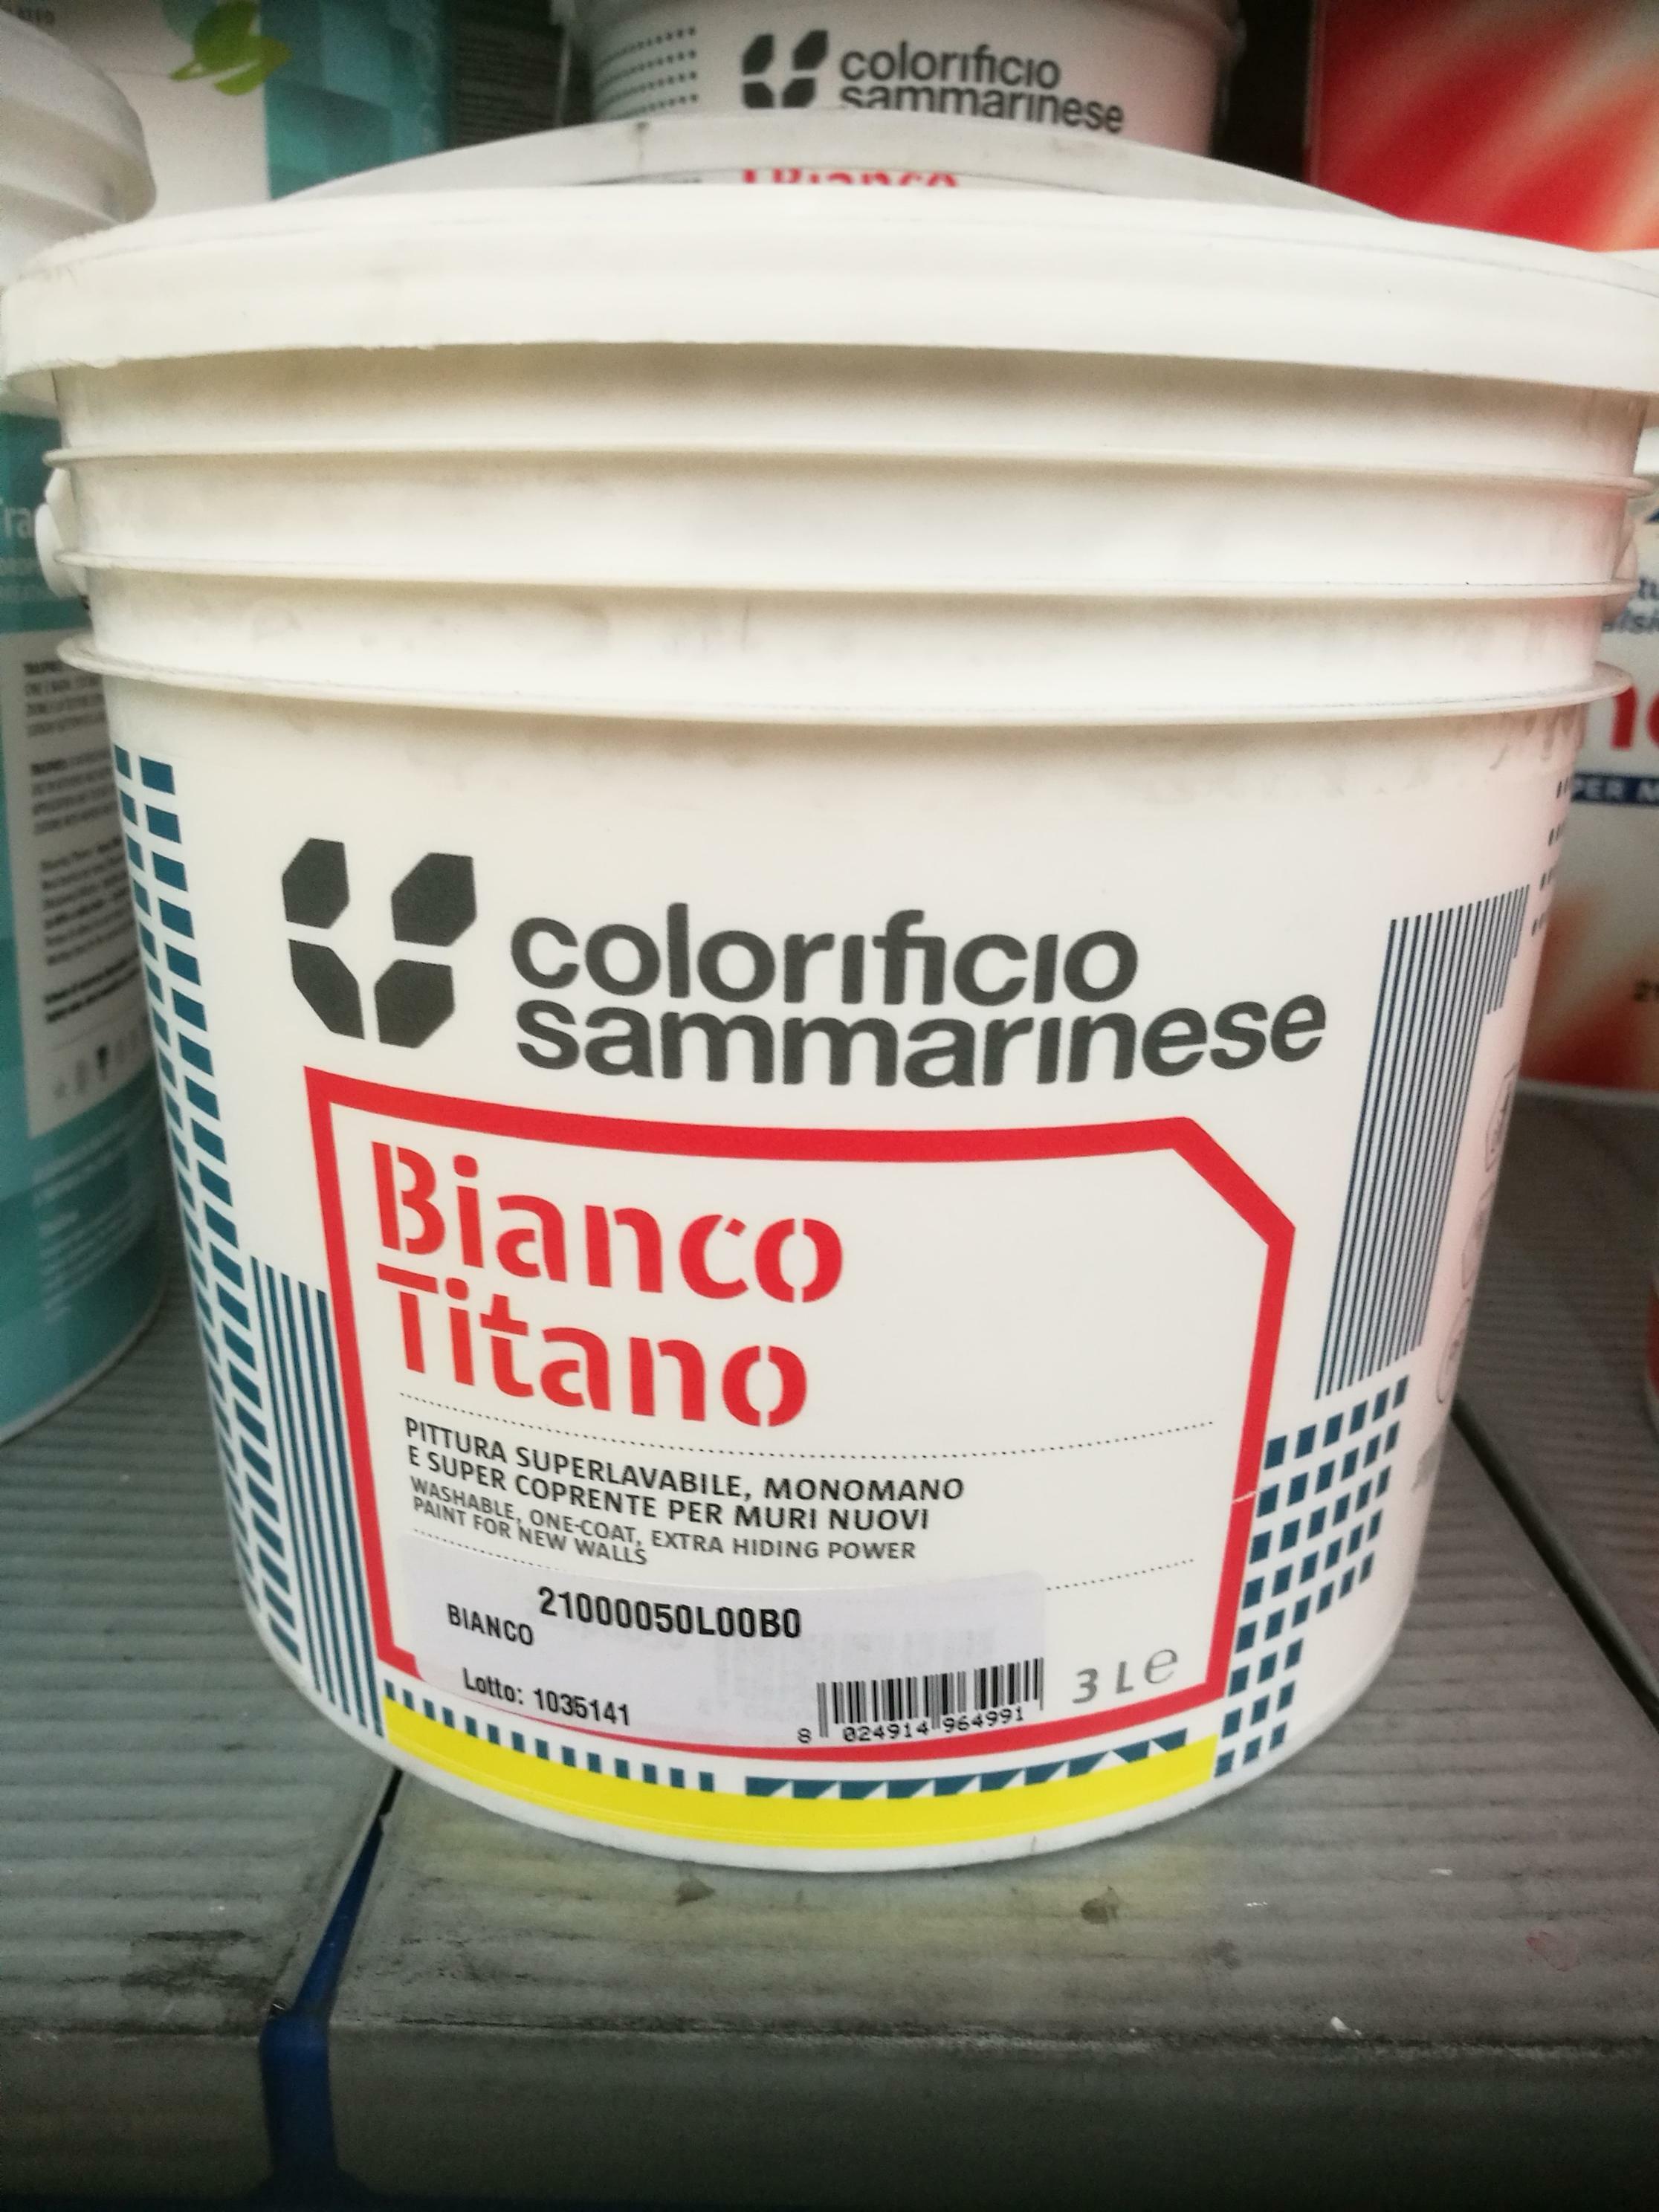 colorificio
sammarinese
Bianco
colorificio
sammarinese
Bianco
Titano
PITTURA SUPERLAVABILE, MONOMANO
E SUPER COPRENTE PER MURI NUOVI
WASHABLE, ONE-COAT, EXTRA HIDING POWER
PAINT FOR NEW WALLS
21000050L00B0
BIANCO
Lotto: 1035141
8 024914 964991
3 L e